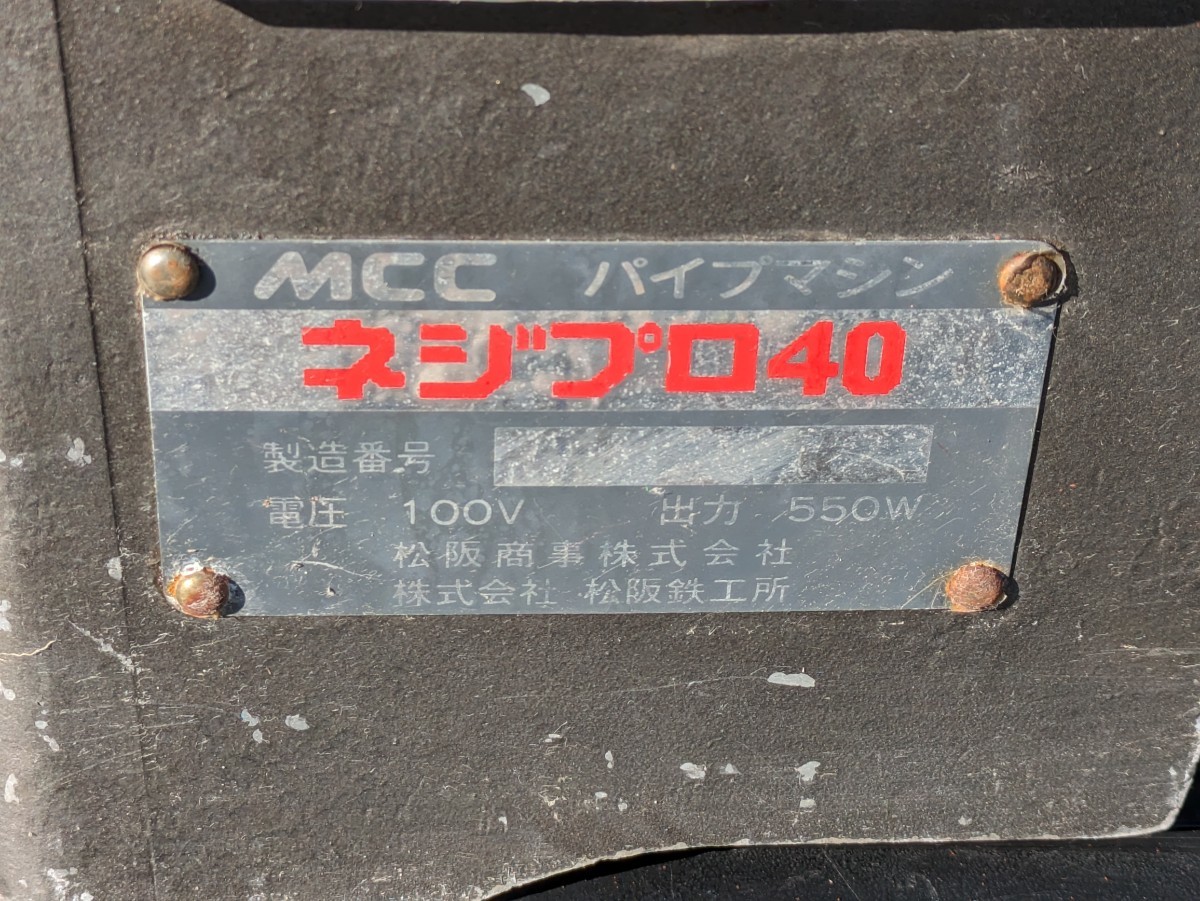 MCC パイプマシン
ネジプロ40
製造番号
電圧 100V 出力 550W
松阪商事株式会社
株式会社 松阪鉄工所